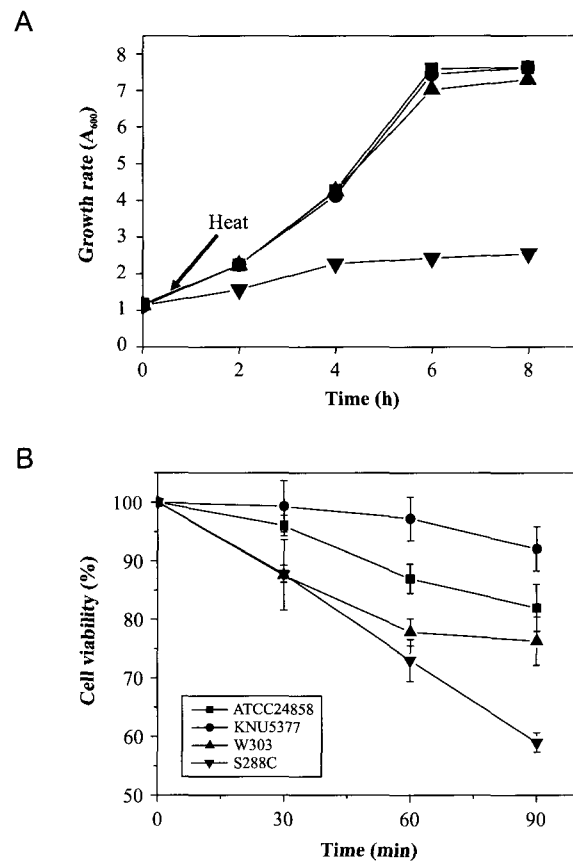 A
Growth rate (A₆₀₀)
8
7
6
5
4
3
2
1
0
Heat
0 2 4 6 8
Time (h)
B
Cell viability (%)
100
90
80
70
60
50
ATCC24858
KNU5377
W303
S288C
0 30 60 90
Time (min)